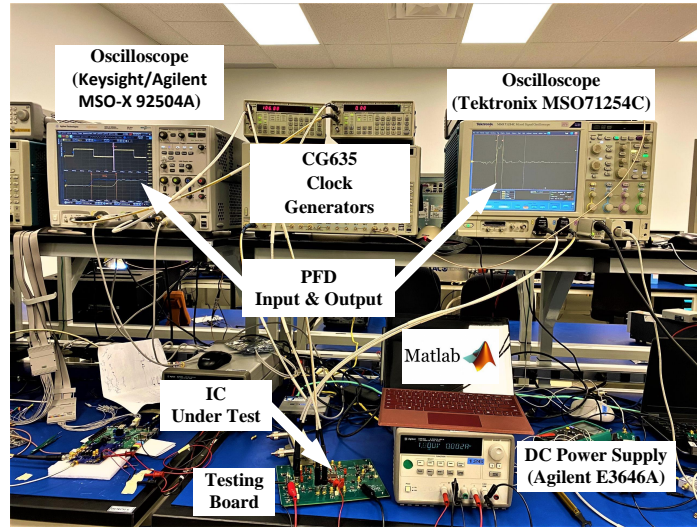 Oscilloscope
(Keysight/Agilent
MSO-X 92504A)
Oscilloscope
(Tektronix MSO71254C)
CG635
Clock
Generators
PFD
Input & Output
Matlab
IC
Under Test
Testing
Board
DC Power Supply
(Agilent E3646A)